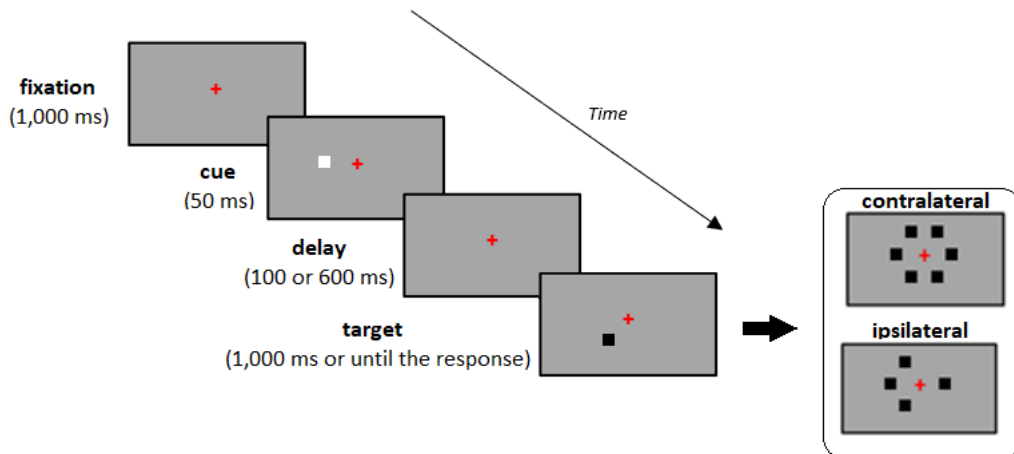 fixation
(1,000 ms)
Time
cue
(50 ms)
contralateral
delay
(100 or 600 ms)
target
(1,000 ms or until the response)
ipsilateral